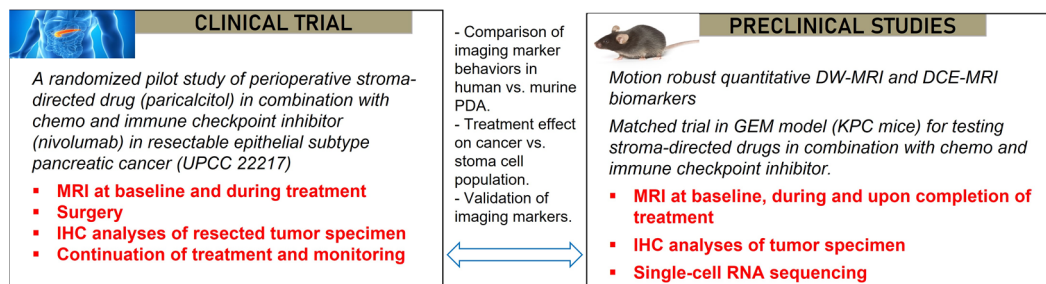 CLINICAL TRIAL
A randomized pilot study of perioperative stroma-
directed drug (paricalcitol) in combination with
chemo and immune checkpoint inhibitor
(nivolumab) in resectable epithelial subtype
pancreatic cancer (UPCC 22217)
▪ MRI at baseline and during treatment
▪ Surgery
▪ IHC analyses of resected tumor specimen
▪ Continuation of treatment and monitoring
- Comparison of
imaging marker
behaviors in
human vs. murine
PDA.
- Treatment effect
on cancer vs.
stoma cell
population.
- Validation of
imaging markers.
PRECLINICAL STUDIES
Motion robust quantitative DW-MRI and DCE-MRI
biomarkers
Matched trial in GEM model (KPC mice) for testing
stroma-directed drugs in combination with chemo and
immune checkpoint inhibitor.
▪ MRI at baseline, during and upon completion of
treatment
▪ IHC analyses of tumor specimen
▪ Single-cell RNA sequencing